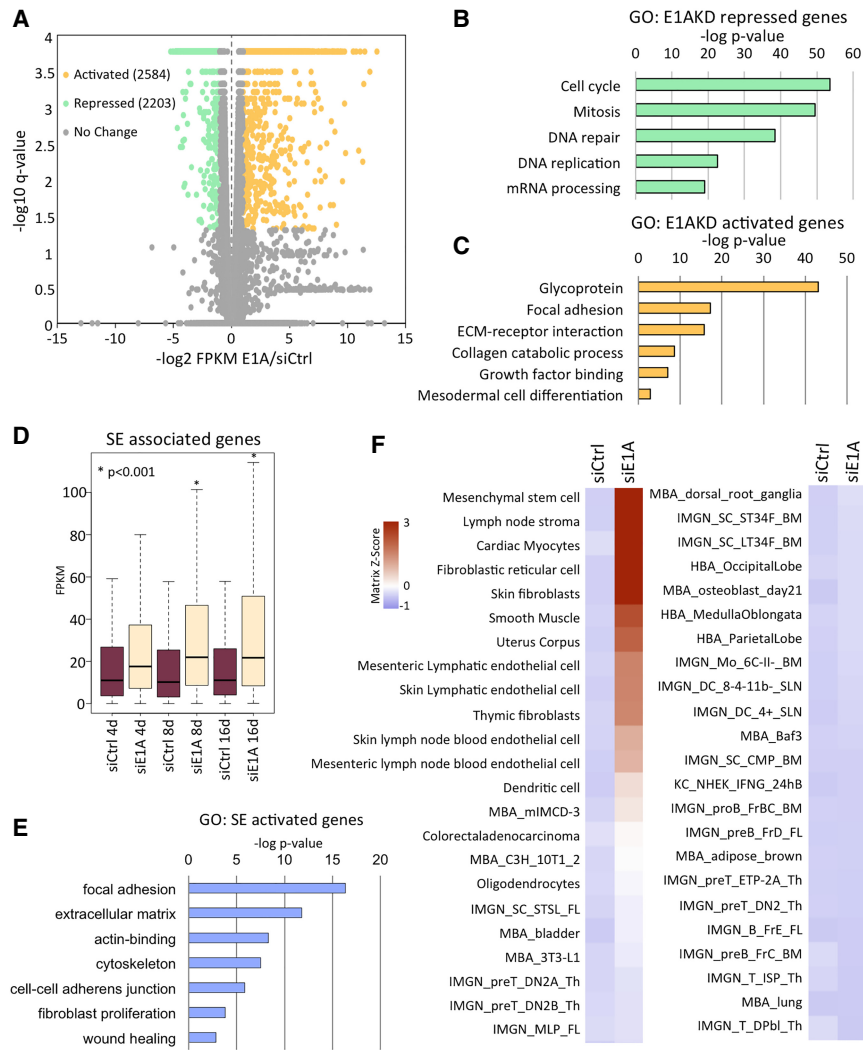 A
4
3.5
3
2.5
2
1.5
1
0.5
0
-log10 q-value
Activated (2584)
Repressed (2203)
No Change
-15
-10
-5
0
5
10
15
-log2 FPKM E1A/siCtrl
B
GO: E1AKD repressed genes
-log p-value
0 10 20 30 40 50 60
Cell cycle
Mitosis
DNA repair
DNA replication
mRNA processing
C
GO: E1AKD activated genes
-log p-value
0 10 20 30 40 50
Glycoprotein
Focal adhesion
ECM-receptor interaction
Collagen catabolic process
Growth factor binding
Mesodermal cell differentiation
D
SE associated genes
* p<0.001
*
*
FPKM
100
80
60
40
20
0
siCtrl 4d
siE1A 4d
siCtrl 8d
siE1A 8d
siCtrl 16d
siE1A 16d
E
GO: SE activated genes
-log p-value
0 5 10 15 20
focal adhesion
extracellular matrix
actin-binding
cytoskeleton
cell-cell adherens junction
fibroblast proliferation
wound healing
F
Matrix Z-Score
3
0
-1
siCtrl
siE1A
Mesenchymal stem cell
Lymph node stroma
Cardiac Myocytes
Fibroblastic reticular cell
Skin fibroblasts
Smooth Muscle
Uterus Corpus
Mesenteric Lymphatic endothelial cell
Skin Lymphatic endothelial cell
Thymic fibroblasts
Skin lymph node blood endothelial cell
Mesenteric lymph node blood endothelial cell
Dendritic cell
MBA_mIMCD-3
Colorectaladenocarcinoma
MBA_C3H_10T1_2
Oligodendrocytes
IMGN_SC_STSL_FL
MBA_bladder
MBA_3T3-L1
IMGN_preT_DN2A_Th
IMGN_preT_DN2B_Th
IMGN_MLP_FL
siCtrl
siE1A
MBA_dorsal_root_ganglia
IMGN_SC_ST34F_BM
IMGN_SC_LT34F_BM
HBA_OccipitalLobe
MBA_osteoblast_day21
HBA_MedullaOblongata
HBA_ParietalLobe
IMGN_Mo_6C-II-_BM
IMGN_DC_8-4-11b-_SLN
IMGN_DC_4+_SLN
MBA_Baf3
IMGN_SC_CMP_BM
KC_NHEK_IFNG_24hB
IMGN_proB_FrBC_BM
IMGN_preB_FrD_FL
MBA_adipose_brown
IMGN_preT_ETP-2A_Th
IMGN_preT_DN2_Th
IMGN_B_FrE_FL
IMGN_preB_FrC_BM
IMGN_T_ISP_Th
MBA_lung
IMGN_T_DPbl_Th